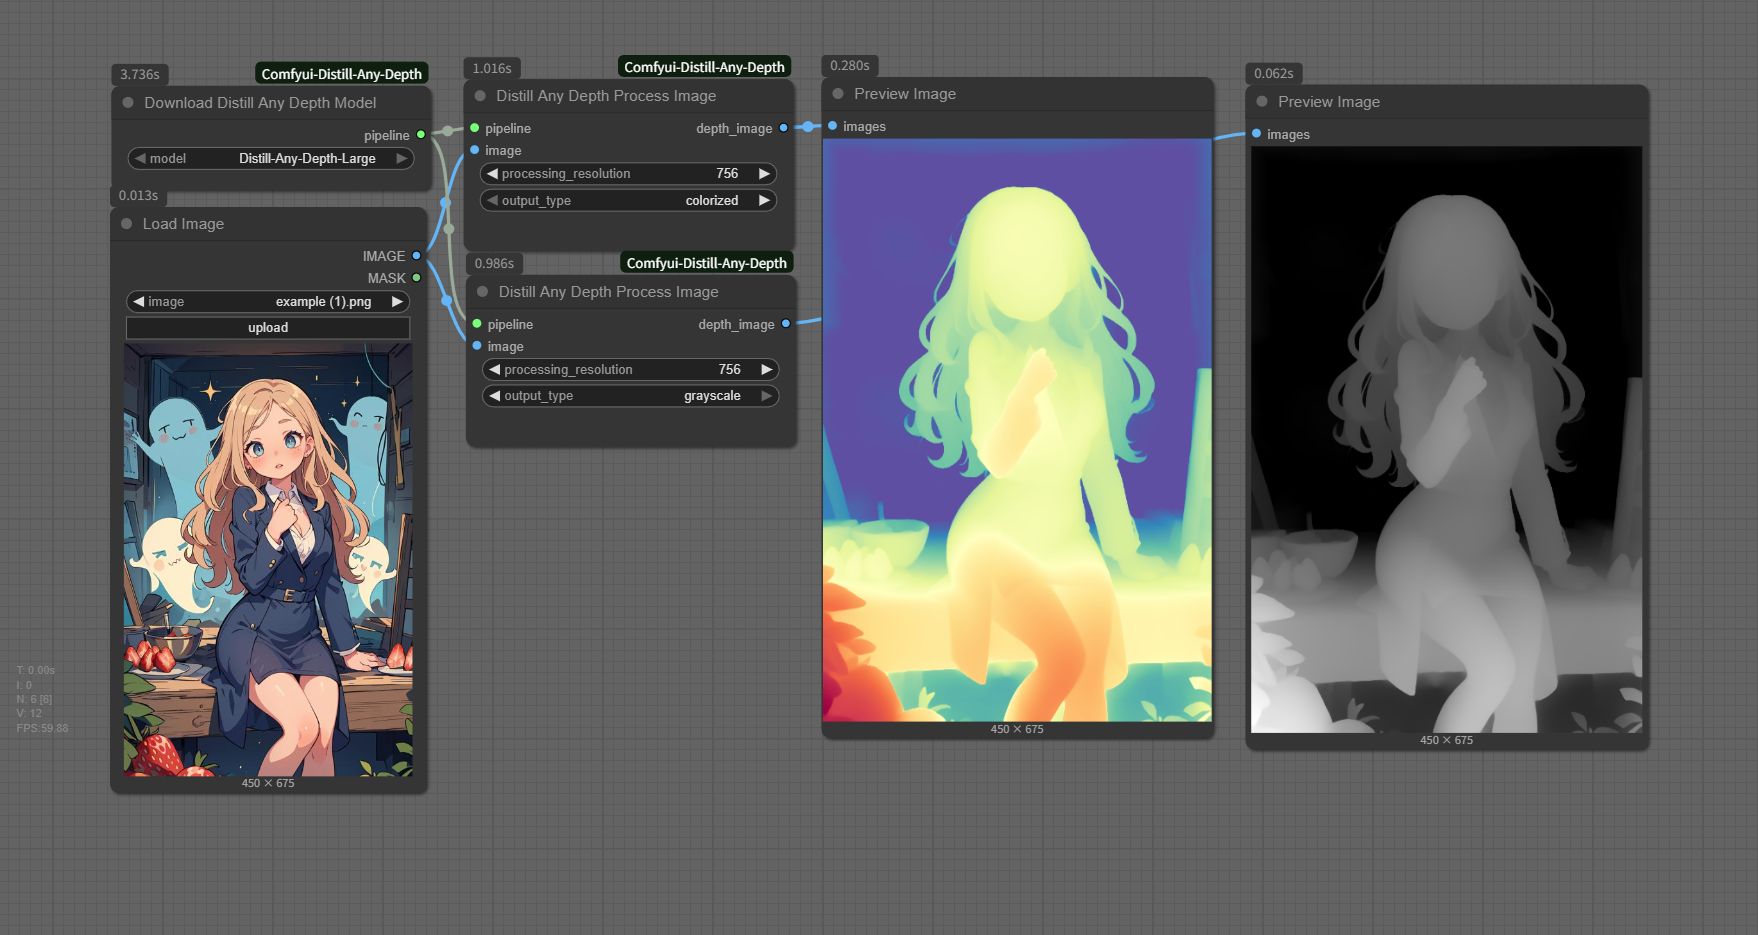 3.736s
Comfyui-Distill-Any-Depth
Download Distill Any Depth Model
pipeline
model Distill-Any-Depth-Large
0.013s
Load Image
IMAGE
MASK
image example (1).png
upload
450 × 675
1.016s
Comfyui-Distill-Any-Depth
Distill Any Depth Process Image
pipeline depth_image
image
processing_resolution 756
output_type colorized
0.986s
Comfyui-Distill-Any-Depth
Distill Any Depth Process Image
pipeline depth_image
image
processing_resolution 756
output_type grayscale
0.280s
Preview Image
images
450 × 675
0.062s
Preview Image
images
450 × 675
T: 0.00s
I: 0
N: 6 [6]
V: 12
FPS:59.88